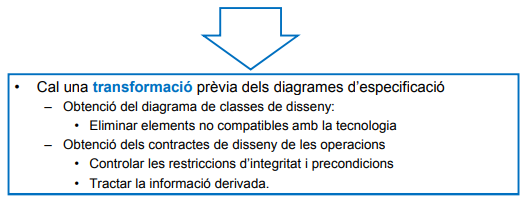 • Cal una transformació prèvia dels diagrames d'especificació
– Obtenció del diagrama de classes de disseny:
• Eliminar elements no compatibles amb la tecnologia
– Obtenció dels contractes de disseny de les operacions
• Controlar les restriccions d'integritat i precondicions
• Tractar la informació derivada.